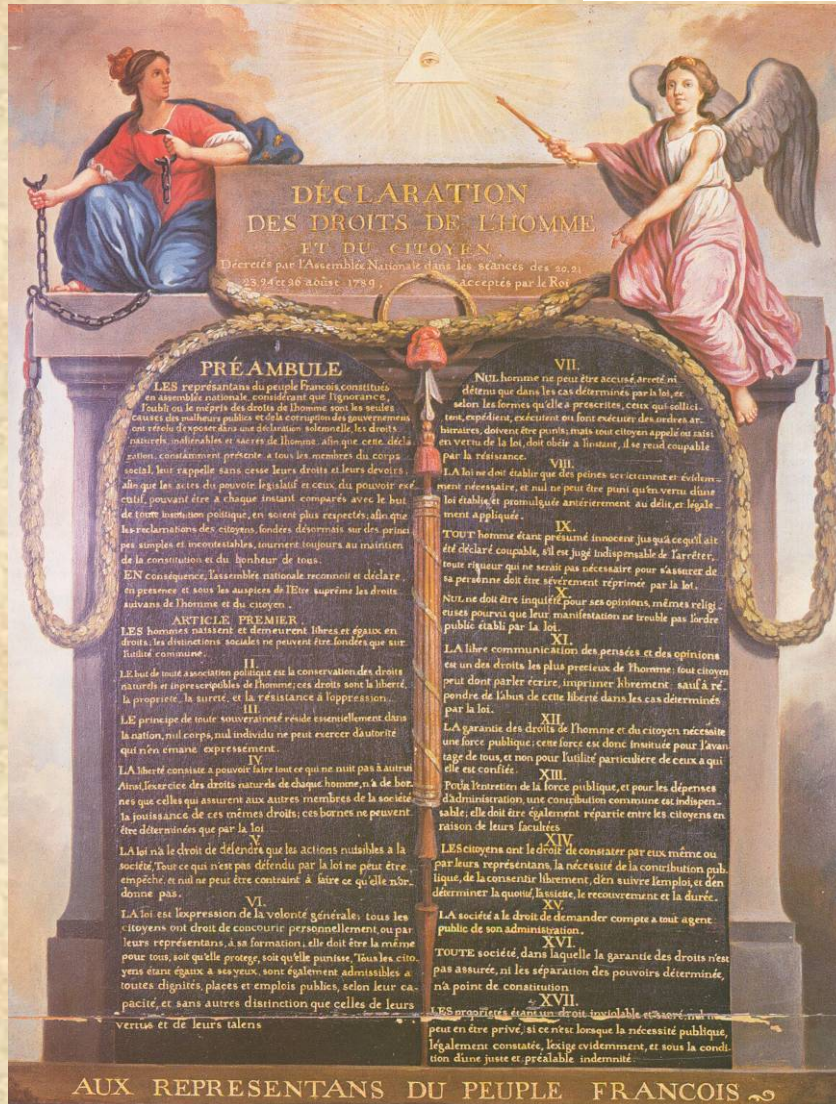 DÉCLARATION
DES DROITS DE L'HOMME
ET DU CITOYEN
Décretés par l'Assemblée Nationale dans les séances des 20, 21
23, 24 et 26 août 1789, acceptés par le Roi
PRÉAMBULE
LES représantans du peuple Francois, constitués
en assemblée nationale, considérant que l'ignorance,
l'oubli ou le mépris des droits de l'homme sont les seules
causes des malheurs publics et de la corruption des gouvernemens
ont résolu d'exposer dans une déclaration solemnelle, les droits
naturels, inaliénables et sacrés de l'homme; afin que cette décla
ration, constamment présente a tous les membres du corps
social, leur rappelle sans cesse leurs droits et leurs devoirs;
afin que les actes du pouvoir législatif et ceux du pouvoir exé
cutif, pouvant être a chaque instant comparés avec le but
de toute institution politique, en soient plus respectés; afin que
les reclamations des citoyens, fondées désormais sur des princi
pes simples et incontestables, tournent toujours au maintien
de la constitution et du bonheur de tous.
EN conséquence, l'assemblée nationale reconnoit et déclare,
en presence et sous les auspices de l'Etre suprême les droits
suivans de l'homme et du citoyen.
ARTICLE PREMIER.
LES hommes naissent et demeurent libres et égaux en
droits; les distinctions sociales ne peuvent être fondées que sur
l'utilité commune.
II.
LE but de toute association politique est la conservation des droits
naturels et inprescriptibles de l'homme; ces droits sont la liberté,
la propriété, la sureté, et la résistance à l'oppression.
III.
LE principe de toute souveraineté réside essentiellement dans
la nation, nul corps, nul individu ne peut exercer d'autorité
qui n'en émane expressement.
IV.
LA liberté consiste a pouvoir faire tout ce qui ne nuit pas à autrui
Ainsi, l'exercice des droits naturels de chaque homme, n'a de bor
nes que celles qui assurent aux autres membres de la société
la jouissance de ces mêmes droits; ces bornes ne peuvent
être déterminées que par la loi
V.
LA loi n'a le droit de défendre que les actions nuisibles a la
société, Tout ce qui n'est pas défendu par la loi ne peut être
empêche, et nul ne peut être contraint à faire ce qu'elle n'or-
donne pas.
VI.
LA loi est l'expression de la volonté générale; tous les
citoyens ont droit de concourir personnellement, ou par
leurs représentans, à sa formation; elle doit être la même
pour tous, soit qu'elle protege, soit qu'elle punisse, Tous les cito
yens étant égaux à ses yeux, sont également admissibles a
toutes dignités, places et emplois publics, selon leur ca-
pacité, et sans autres distinction que celles de leurs
vertus et de leurs talens
VII.
NUL homme ne peut être accusé, arreté, ni
détenu que dans les cas déterminés par la loi, et
selon les formes qu'elle a préscrites, ceux qui sollici-
tent, expédient, exécutent ou font exécuter des ordres ar-
bitraires, doivent être punis; mais tout citoyen appelé ou saisi
en vertu de la loi, doit obéir a l'instant, il se rend coupable
par la résistance.
VIII.
LA loi ne doit établir que des peines strictement et évidem-
ment nécessaire, et nul ne peut être puni qu'en vertu d'une
loi établie, et promulguée antérierement au délit, et légale-
ment appliquée.
IX.
TOUT homme étant présumé innocent jusqu'a ce qu'il ait
été déclaré coupable, s'il est jugé indispensable de l'arrêter,
toute rigueur qui ne serait pas nécessaire pour s'assurer de
sa personne doit être sévèrement réprimée par la loi.
X.
NUL ne doit être inquiété pour ses opinions, mêmes religi-
euses pourvu que leur manifestation ne trouble pas l'ordre
public établi par la loi.
XI.
LA libre communication des pensées et des opinions
est un des droits les plus precieux de l'homme; tout citoyen
peut dont parler écrire, imprimer librement; sauf à ré-
pondre de l'abus de cette liberté dans les cas déterminés
par la loi.
XII.
LA garantie des droits de l'homme et du citoyen nécessite
une force publique; cette force est donc instituée pour l'avan
tage de tous, et non pour l'utilité particuliere de ceux a qui
elle est confiée.
XIII.
Pour l'entretien de la force publique, et pour les dépenses
d'administration, une contribution commune est indispen-
sable; elle doit être également répartie entre les citoyens en
raison de leurs facultées
XIV.
LES citoyens ont le droit de constater par eux même ou
par leurs représentans, la nécessité de la contribution pub-
lique, de la consentir librement, d'en suivre l'emploi, et d'en
déterminer la quotité, l'assiette, le recouvrement et la durée.
XV.
LA société a le droit de demander compte a tout agent
public de son administration.
XVI.
TOUTE société, dans laquelle la garantie des droits n'est
pas assurée, ni les séparation des pouvoirs déterminée,
n'a point de constitution
XVII.
LES propriétés étant un droit inviolable et sacré, nul ne
peut en être privé, si ce n'est lorsque la nécessité publique,
légalement constatée, l'exige evidemment, et sous la condi-
tion d'une juste et préalable indemnité.
AUX REPRESENTANS DU PEUPLE FRANCOIS